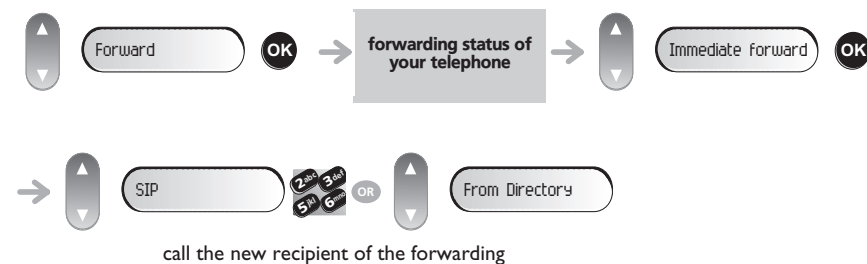 Forward OK forwarding status of your telephone Immediate forward OK
SIP 2abc 3def 5jkl 6mno OR From Directory
call the new recipient of the forwarding